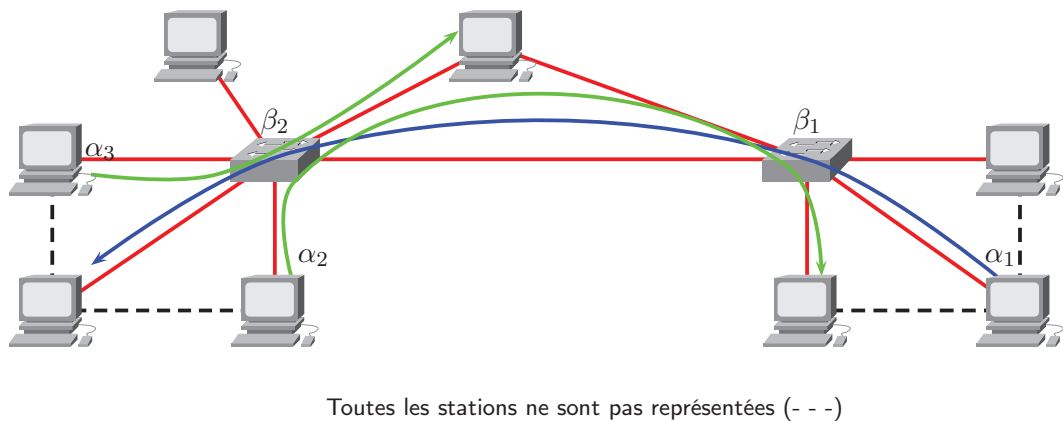 β₂
β₁
α₃
α₂
α₁
Toutes les stations ne sont pas représentées (- - -)